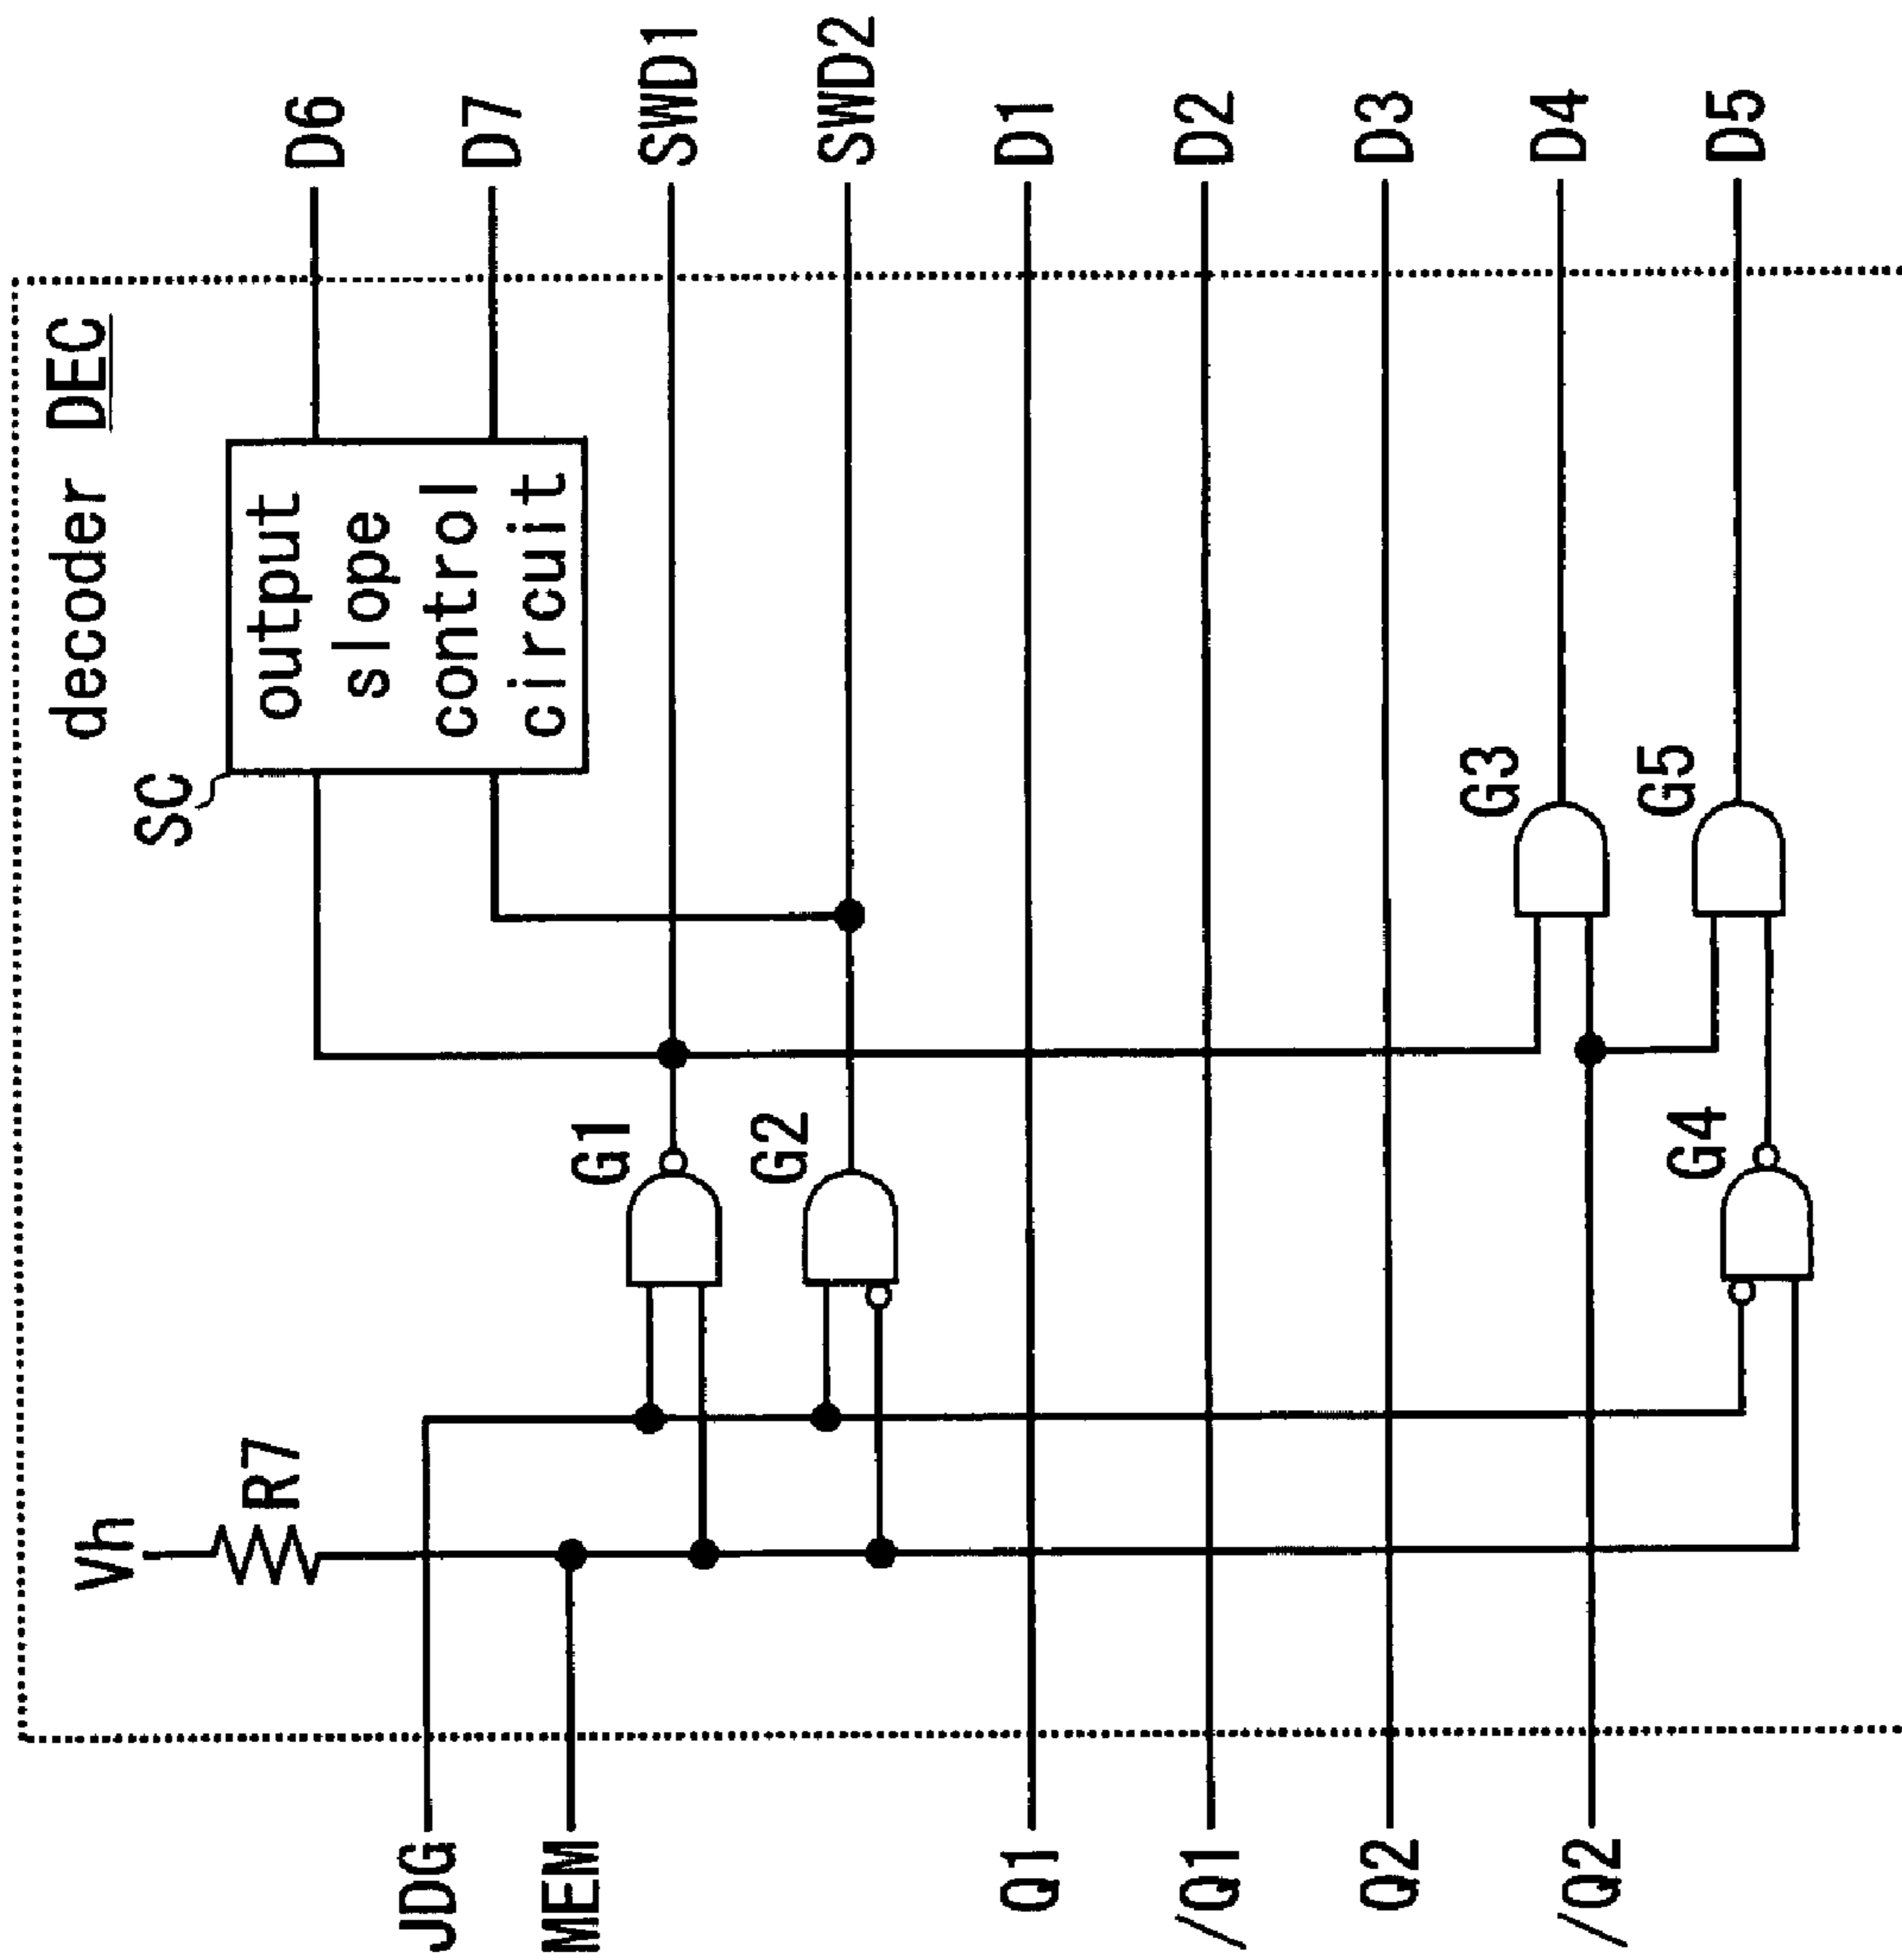 decoder DEC
Vh
R7
SC
output
slope
control
circuit
D6
D7
SWD1
SWD2
D1
D2
D3
D4
D5
G1
G2
G3
G4
G5
JDG
MEM
Q1
/Q1
Q2
/Q2